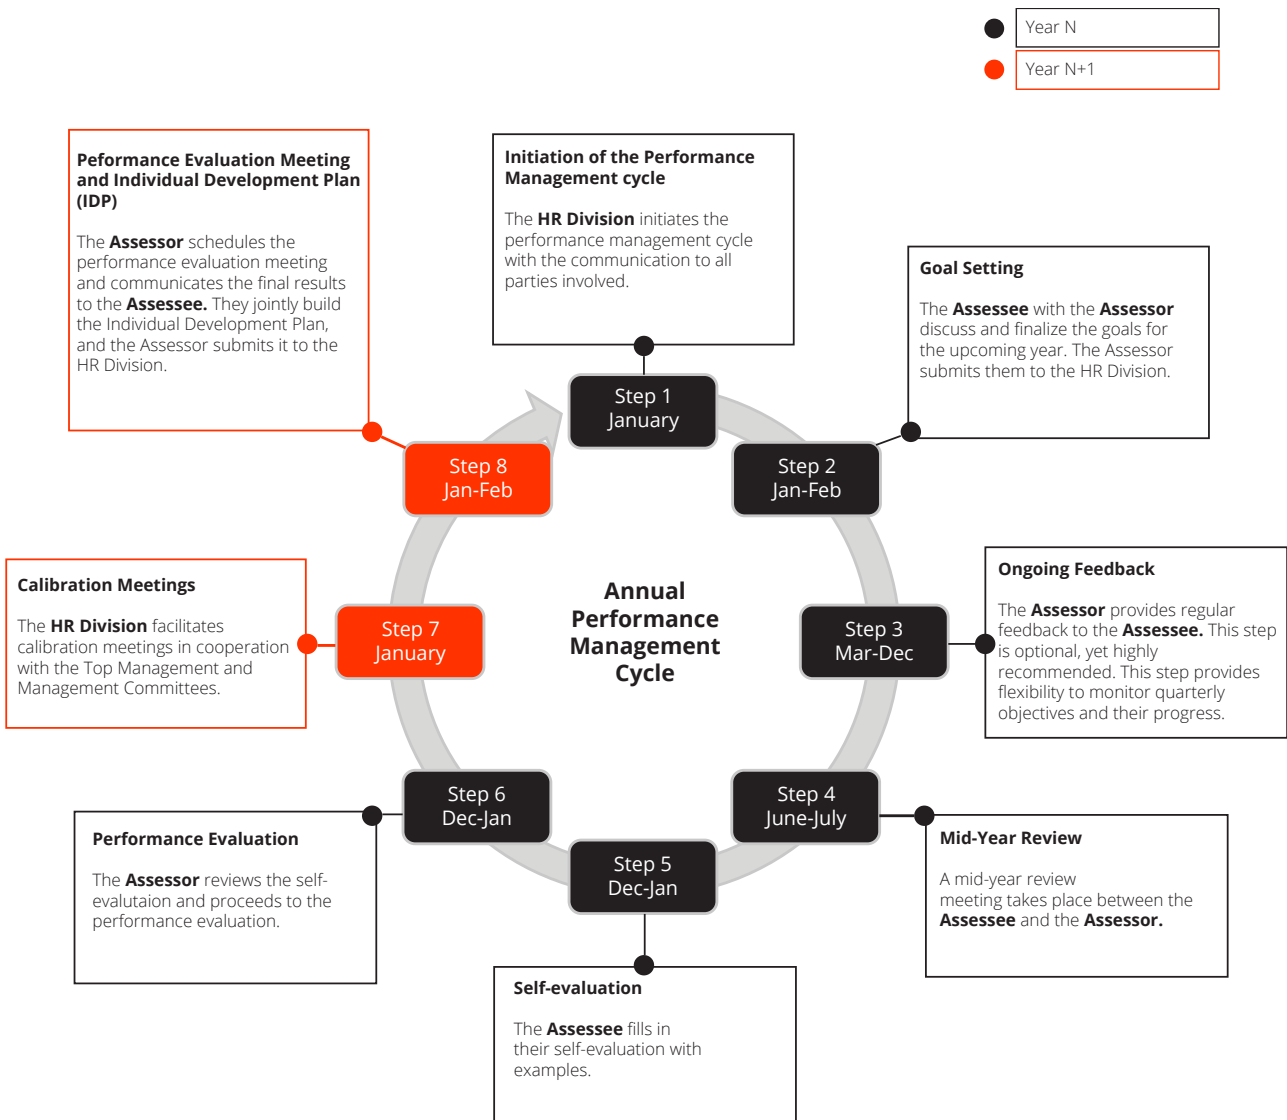 Year N
Year N+1
Peformance Evaluation Meeting
and Individual Development Plan
(IDP)
The Assessor schedules the
performance evaluation meeting
and communicates the final results
to the Assessee. They jointly build
the Individual Development Plan,
and the Assessor submits it to the
HR Division.
Initiation of the Performance
Management cycle
The HR Division initiates the
performance management cycle
with the communication to all
parties involved.
Goal Setting
The Assessee with the Assessor
discuss and finalize the goals for
the upcoming year. The Assessor
submits them to the HR Division.
Step 1
January
Step 8
Jan-Feb
Step 2
Jan-Feb
Calibration Meetings
The HR Division facilitates
calibration meetings in cooperation
with the Top Management and
Management Committees.
Step 7
January
Annual
Performance
Management
Cycle
Step 3
Mar-Dec
Ongoing Feedback
The Assessor provides regular
feedback to the Assessee. This step
is optional, yet highly
recommended. This step provides
flexibility to monitor quarterly
objectives and their progress.
Step 6
Dec-Jan
Step 4
June-July
Performance Evaluation
The Assessor reviews the self-
evalutaion and proceeds to the
performance evaluation.
Step 5
Dec-Jan
Mid-Year Review
A mid-year review
meeting takes place between the
Assessee and the Assessor.
Self-evaluation
The Assessee fills in
their self-evaluation with
examples.